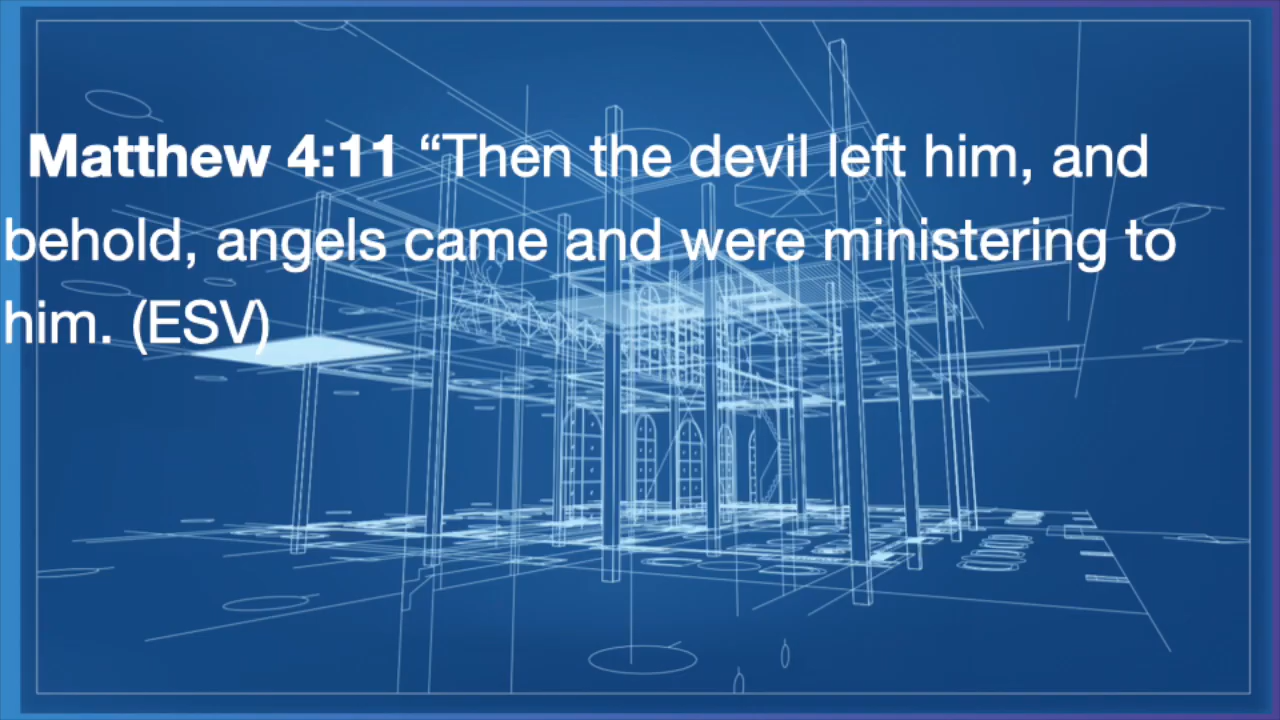 Matthew 4:11 “Then the devil left him, and
behold, angels came and were ministering to
him. (ESV)